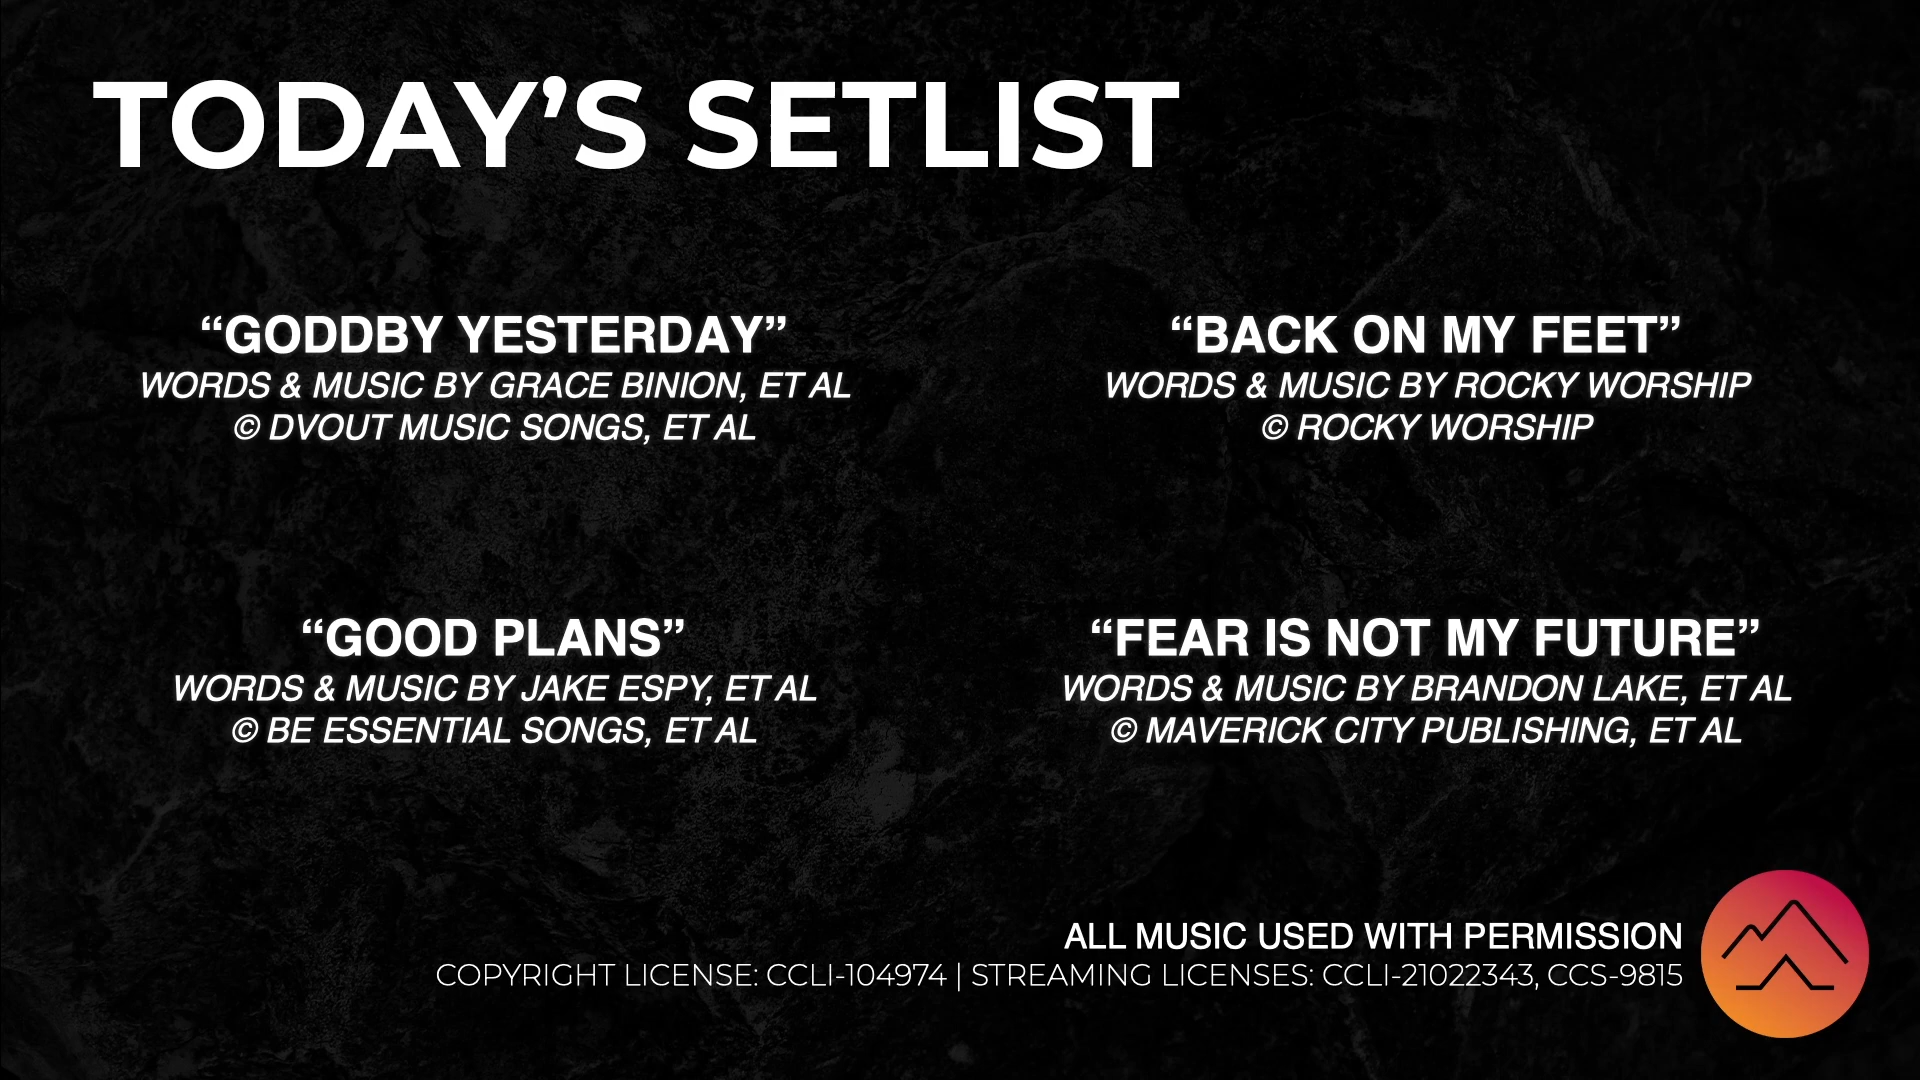 TODAY’S SETLIST
“GODDBY YESTERDAY”
WORDS & MUSIC BY GRACE BINION, ET AL
© DVOUT MUSIC SONGS, ET AL
“BACK ON MY FEET”
WORDS & MUSIC BY ROCKY WORSHIP
© ROCKY WORSHIP
“GOOD PLANS”
WORDS & MUSIC BY JAKE ESPY, ET AL
© BE ESSENTIAL SONGS, ET AL
“FEAR IS NOT MY FUTURE”
WORDS & MUSIC BY BRANDON LAKE, ET AL
© MAVERICK CITY PUBLISHING, ET AL
ALL MUSIC USED WITH PERMISSION
COPYRIGHT LICENSE: CCLI-104974 | STREAMING LICENSES: CCLI-21022343, CCS-9815